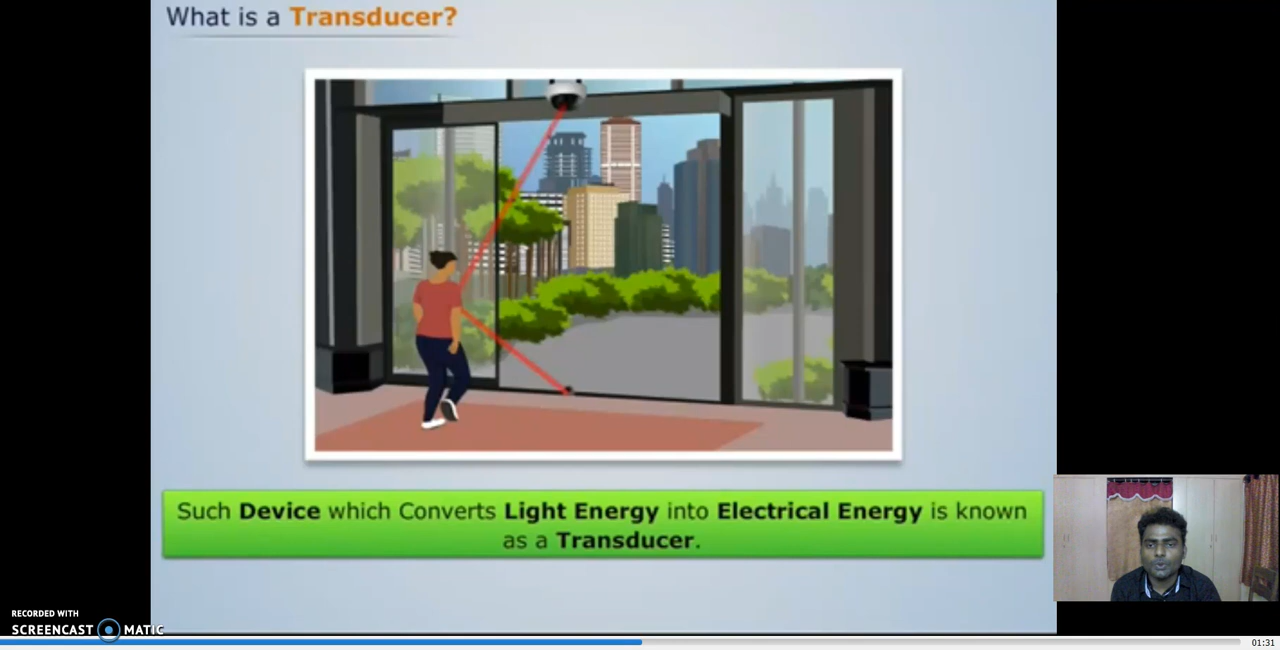 What is a Transducer?
Such Device which Converts Light Energy into Electrical Energy is known
as a Transducer.
RECORDED WITH
SCREENCAST MATIC
01:31